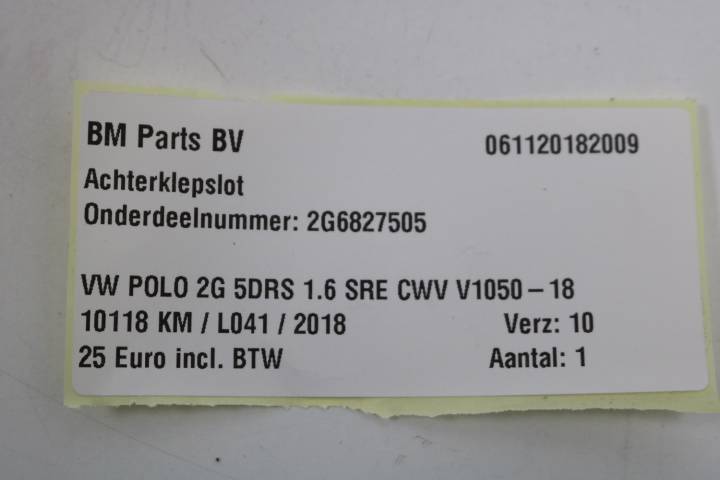 BM Parts BV 061120182009
Achterklepslot
Onderdeelnummer: 2G6827505
VW POLO 2G 5DRS 1.6 SRE CWV V1050-18
10118 KM / L041 / 2018 Verz: 10
25 Euro incl. BTW Aantal: 1